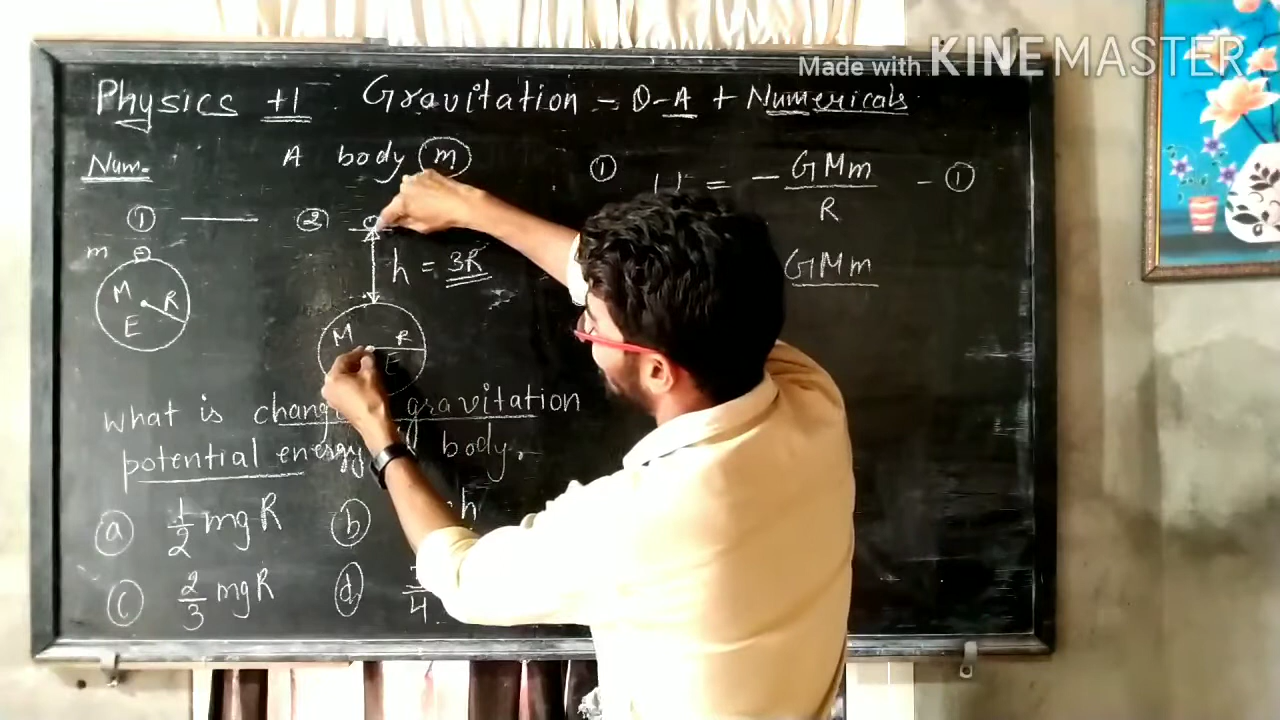 Made with KINEMASTER
Physics +1 Gravitation - Q-A + Numericals
Num. A body m
① ②
h = 3R
m
M R
E
M R
E
What is gravitation
potential energy body.
ⓐ 1/2 mgR ⓑ h
ⓒ 2/3 mgR ⓓ 4
① U = - GMm/R - ①
GMm